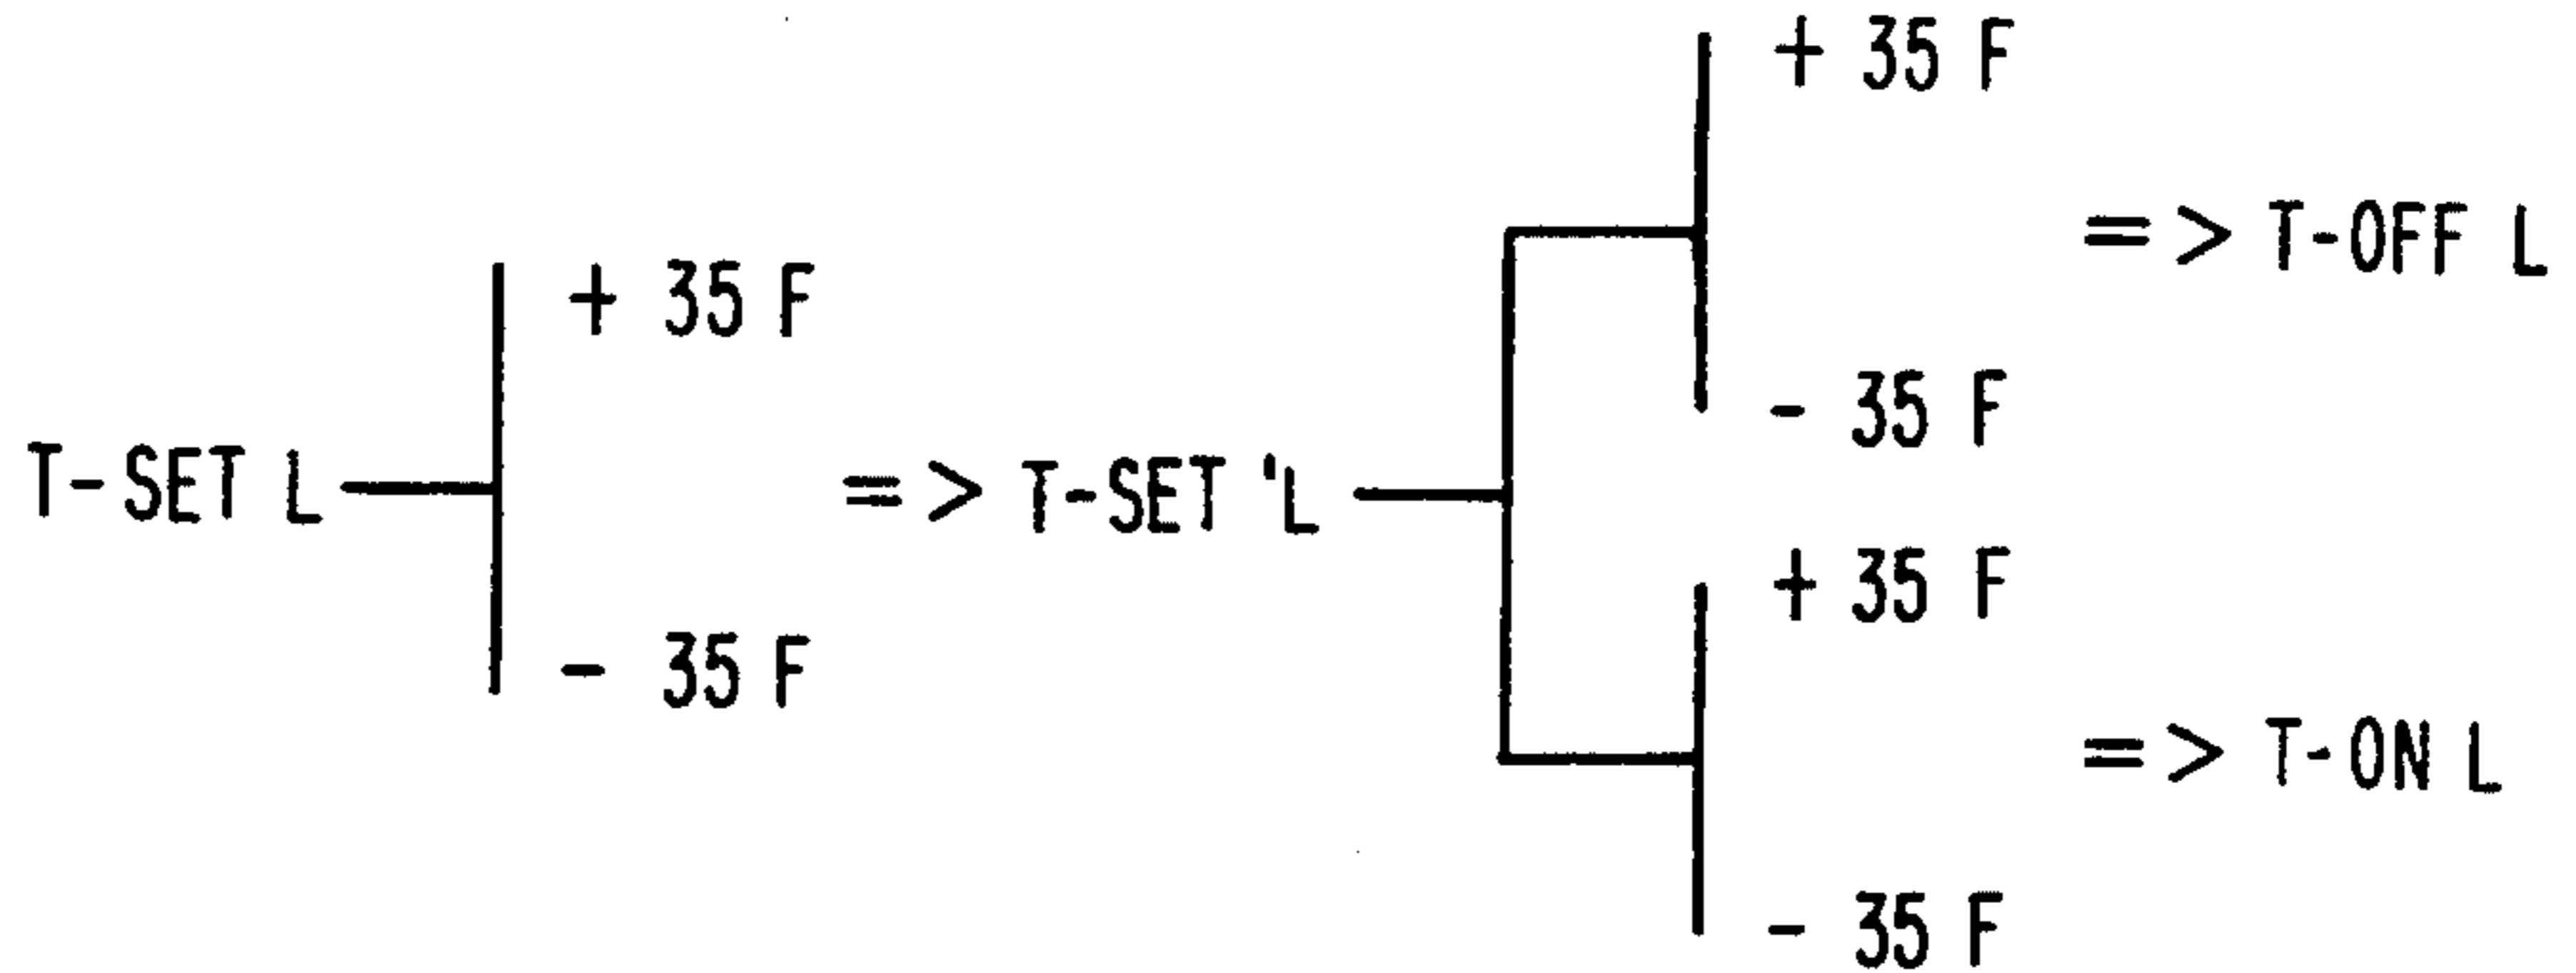 + 35 F
=> T-OFF L
+ 35 F
- 35 F
T-SET L
=> T-SET 'L
+ 35 F
- 35 F
=> T-ON L
- 35 F